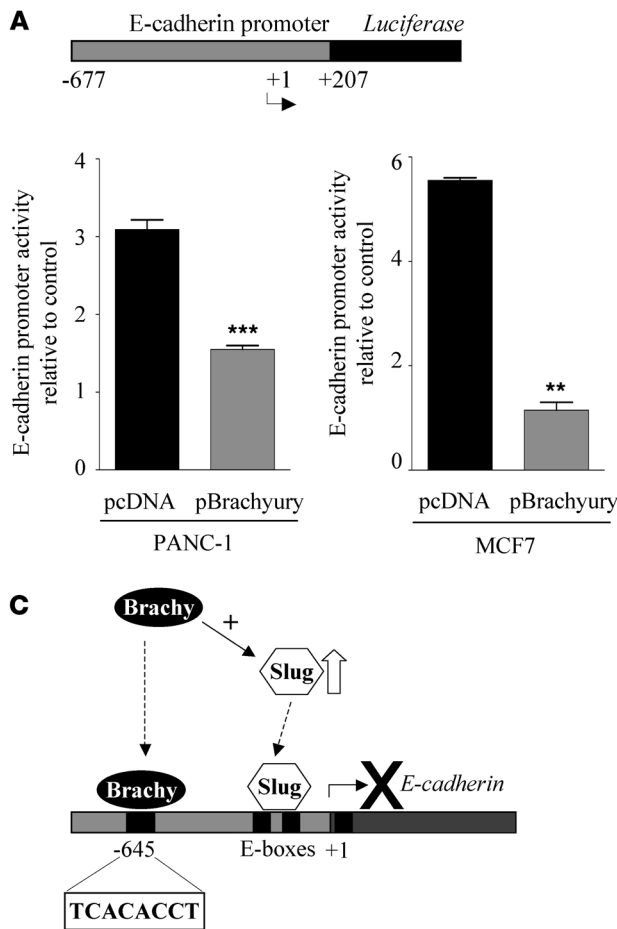 A
E-cadherin promoter Luciferase
-677 +1 +207
E-cadherin promoter activity
relative to control
4
3
2
1
0
***
pcDNA pBrachyury
PANC-1
E-cadherin promoter activity
relative to control
6
4
2
0
**
pcDNA pBrachyury
MCF7
C
Brachy
+
Slug
Brachy Slug X E-cadherin
-645 E-boxes +1
TCACACCT